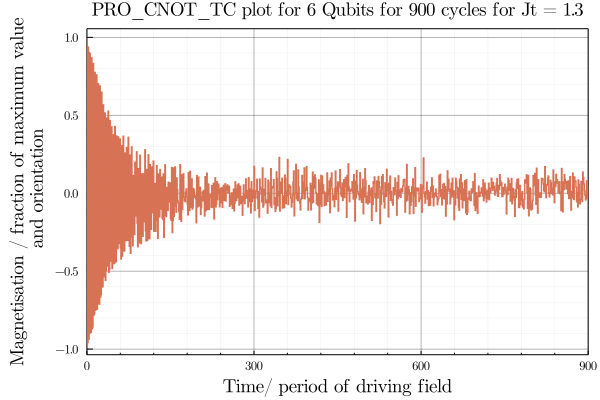 PRO_CNOT_TC plot for 6 Qubits for 900 cycles for Jt = 1.3
Magnetisation / fraction of maximum value
and orientation
1.0
0.5
0.0
−0.5
−1.0
0
300
600
900
Time/ period of driving field